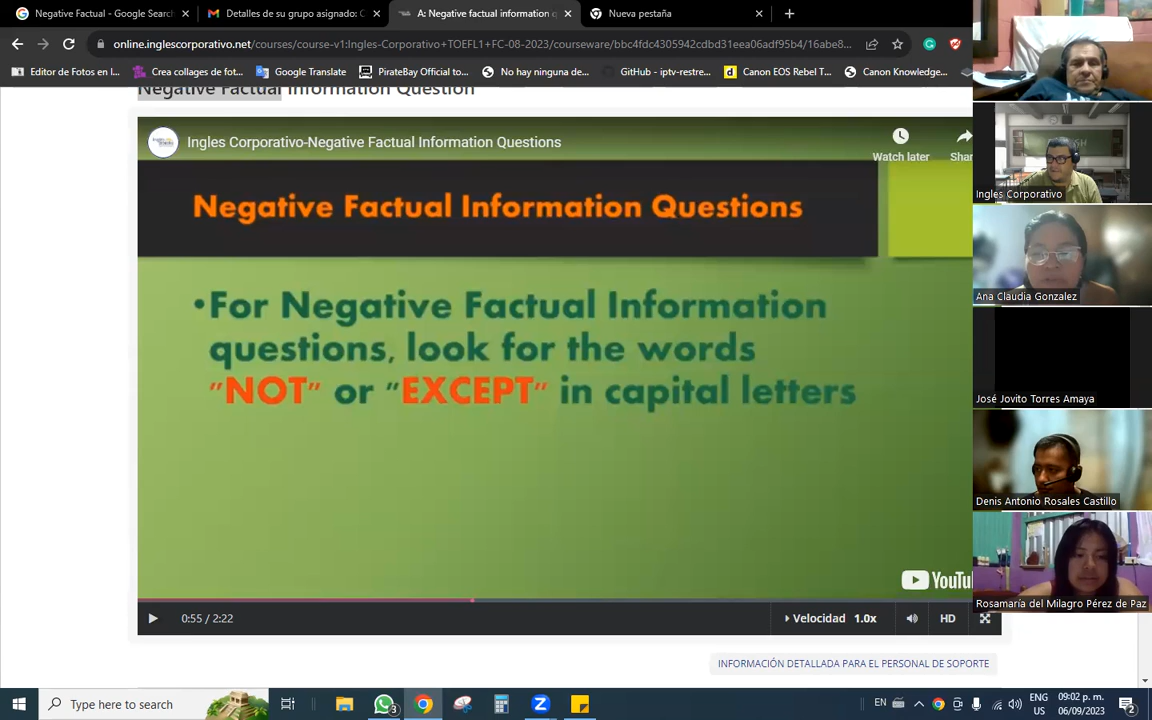 Negative Factual - Google Search
Detalles de su grupo asignado: C
A: Negative factual information q
Nueva pestaña
online.inglescorporativo.net/courses/course-v1:Ingles-Corporativo+TOEFL1+FC-08-2023/courseware/bbc4fdc4305942cdbd31eea06adf95b4/16abe8...
Editor de Fotos en l...
Crea collages de fot...
Google Translate
PirateBay Official to...
No hay ninguna de...
GitHub - iptv-restre...
Canon EOS Rebel T...
Canon Knowledge...
Negative Factual Information Question
Ingles Corporativo-Negative Factual Information Questions
Watch later
Shar
Negative Factual Information Questions
•For Negative Factual Information
questions, look for the words
"NOT" or "EXCEPT" in capital letters
YouTu
0:55 / 2:22
Velocidad 1.0x
HD
INFORMACIÓN DETALLADA PARA EL PERSONAL DE SOPORTE
Ingles Corporativo
Ana Claudia Gonzalez
José Jovito Torres Amaya
Denis Antonio Rosales Castillo
Rosamaría del Milagro Pérez de Paz
Type here to search
3
EN
ENG
US
09:02 p. m.
06/09/2023
2